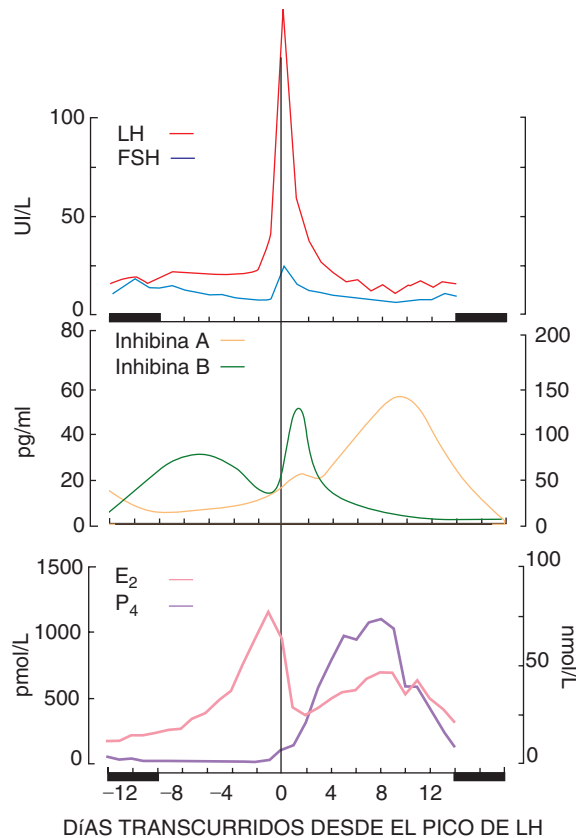 100
LH
FSH
UI/L
50
0
80
200
Inhibina A
Inhibina B
60
150
pg/ml
40
100
20
50
0
0
1500
100
E2
P4
pmol/L
1000
500
50
nmol/L
0
0
−12 −8 −4 0 4 8 12
DíAS TRANSCURRIDOS DESDE EL PICO DE LH